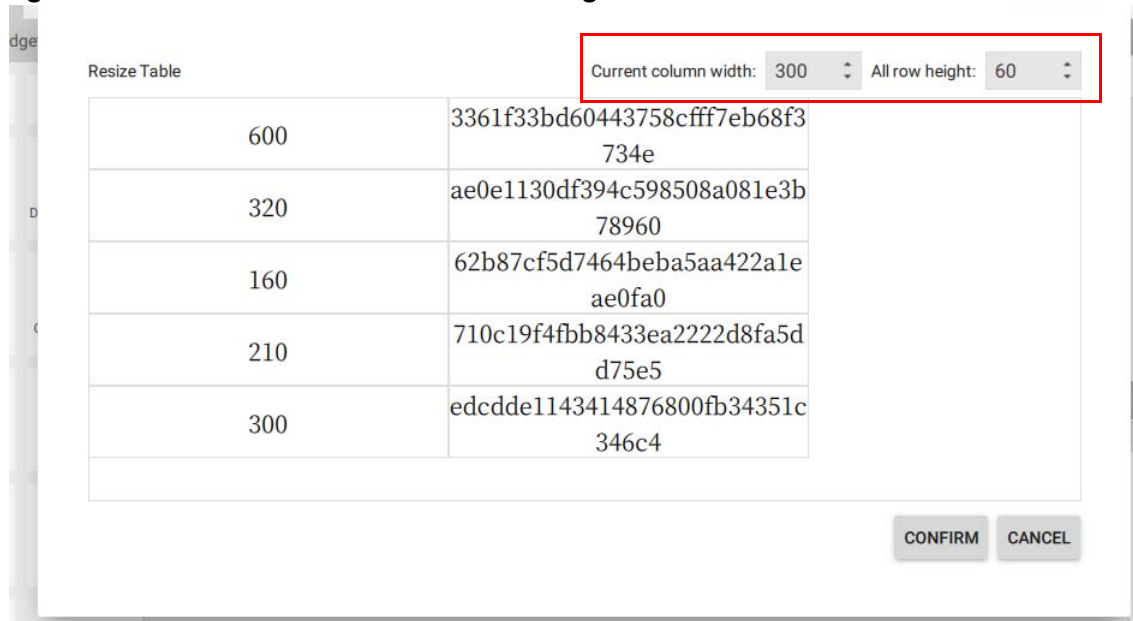 dge
Resize Table
Current column width: 300 All row height: 60
600
3361f33bd60443758cfff7eb68f3
734e
320
ae0e1130df394c598508a081e3b
78960
160
62b87cf5d7464beba5aa422a1e
ae0fa0
210
710c19f4fbb8433ea2222d8fa5d
d75e5
300
edcdde1143414876800fb34351c
346c4
CONFIRM CANCEL
D